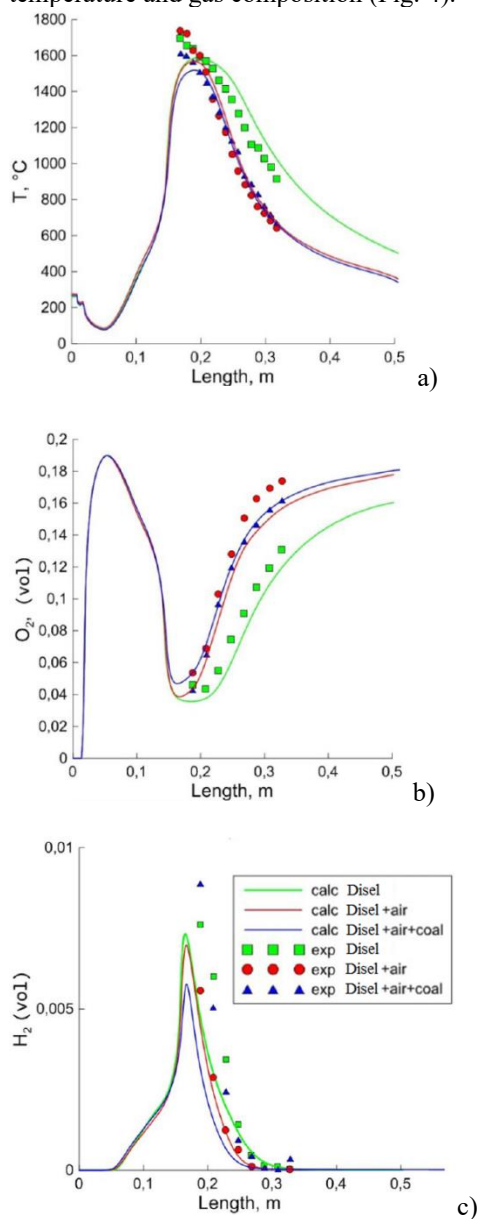 temperature and gas composition (Fig. 4).
1800
1600
1400
1200
1000
800
600
400
200
0
T, °C
0 0,1 0,2 0,3 0,4 0,5
Length, m
a)
0,2
0,18
0,16
0,14
0,12
0,1
0,08
0,06
0,04
0,02
0
O2, (vol)
0 0,1 0,2 0,3 0,4 0,5
Length, m
b)
0,01
0,005
0
H2 (vol)
calc Disel
calc Disel +air
calc Disel +air+coal
exp Disel
exp Disel +air
exp Disel +air+coal
0 0,1 0,2 0,3 0,4 0,5
Length, m
c)